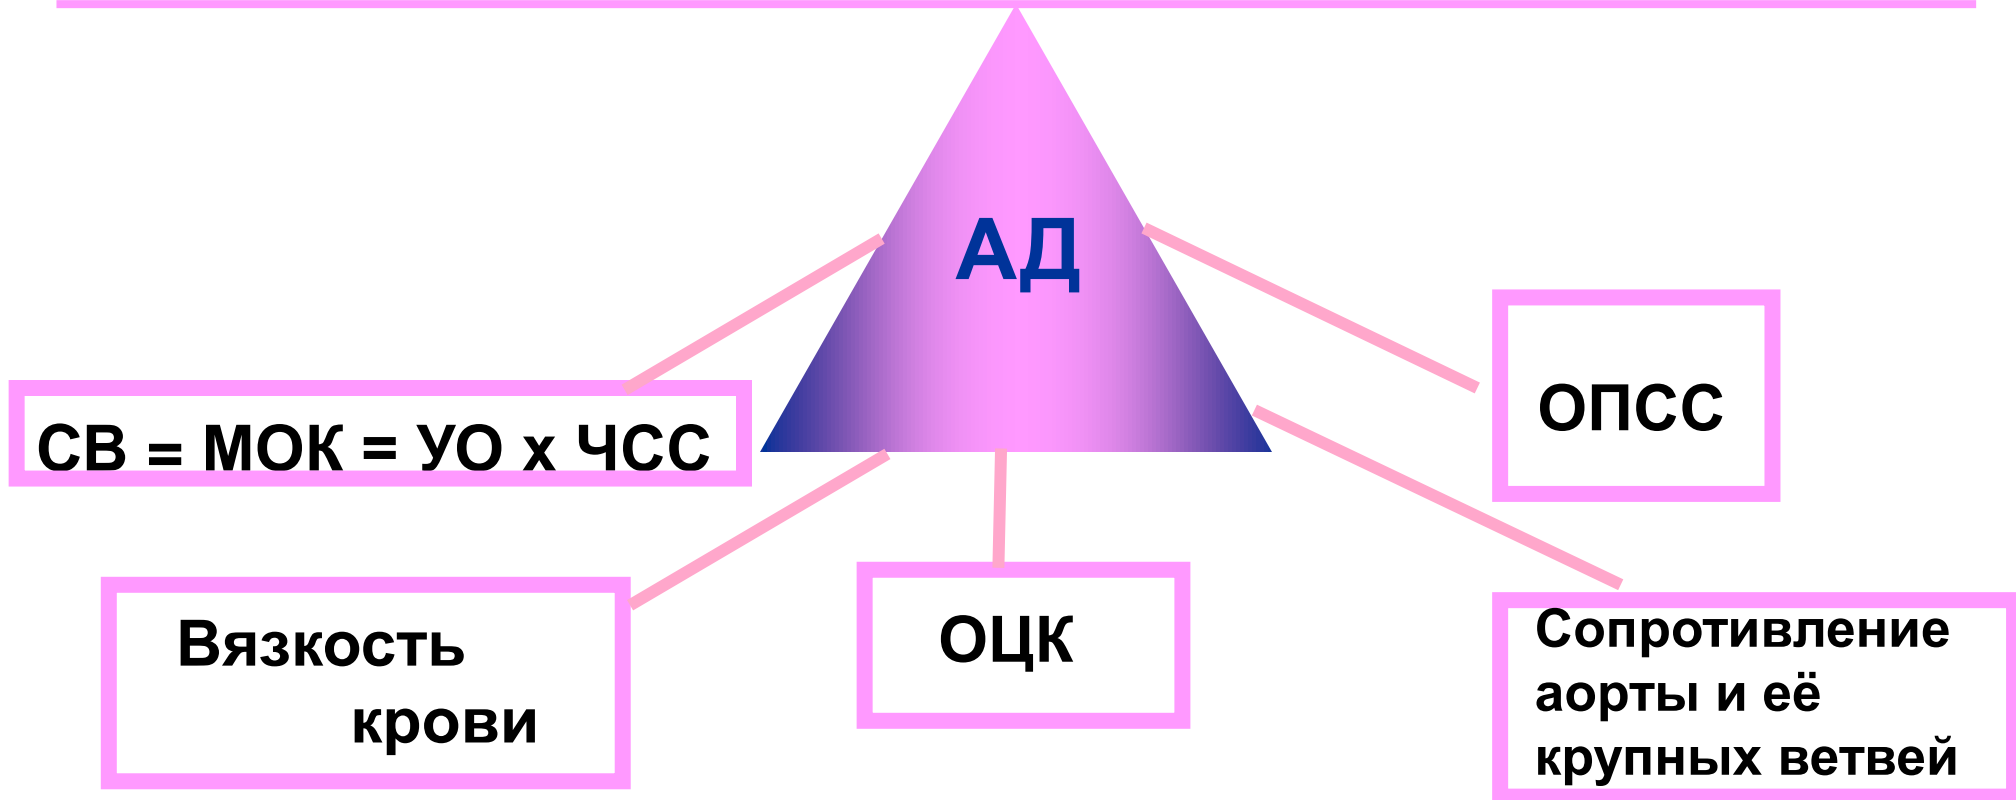 АД
СВ = МОК = УО х ЧСС
ОПСС
Вязкость
крови
ОЦК
Сопротивление
аорты и её
крупных ветвей